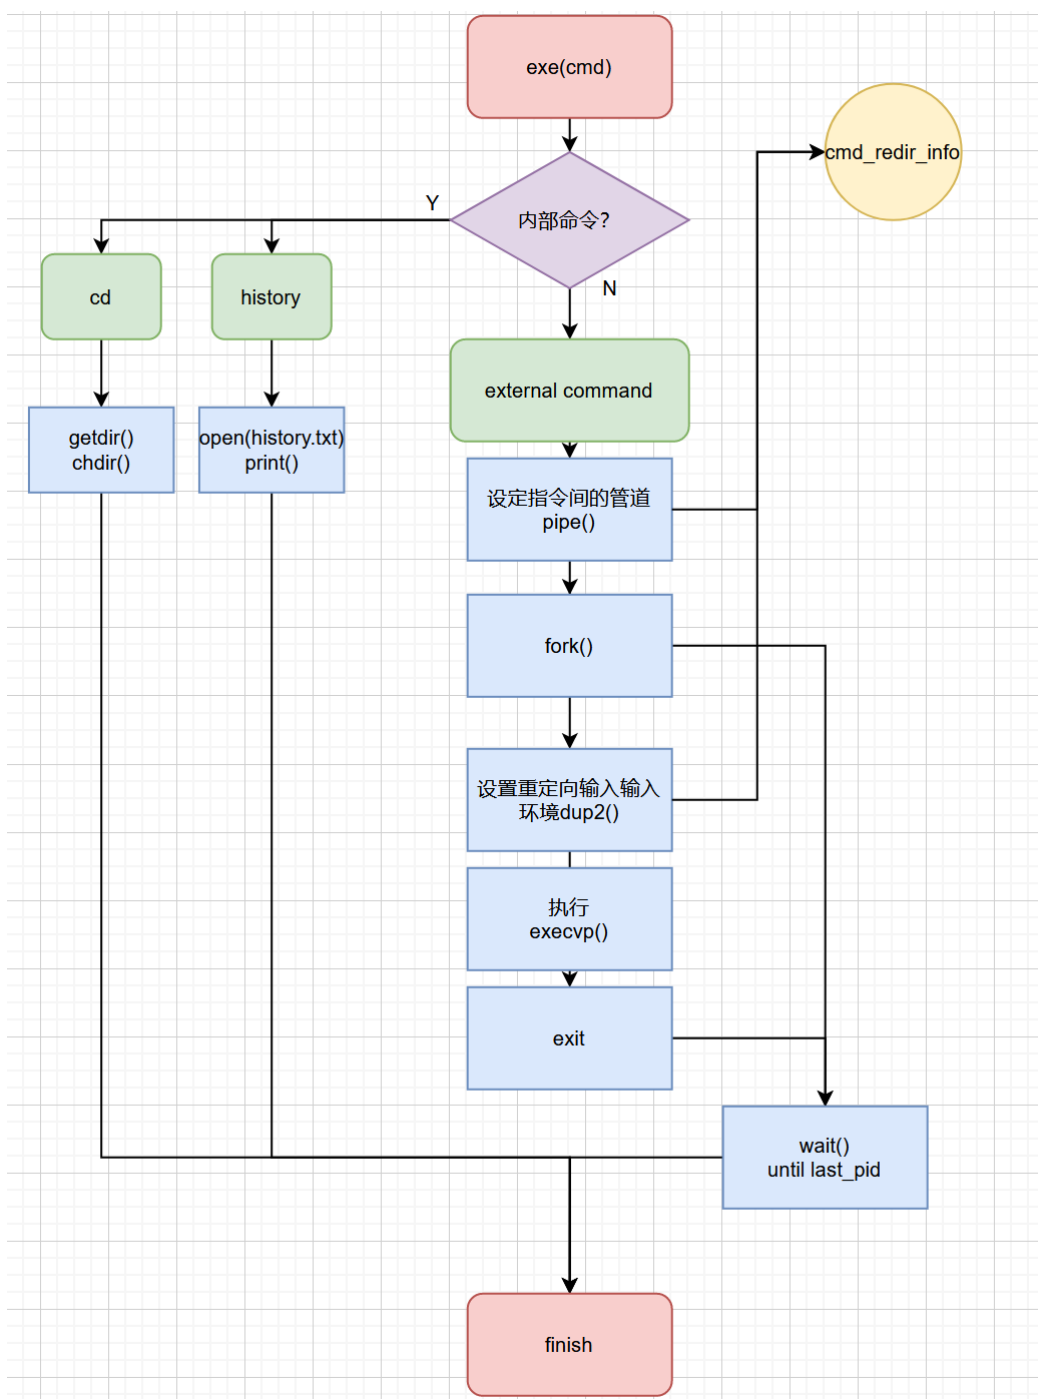 exe(cmd)
cmd_redir_info
Y
内部命令?
N
cd
history
external command
getdir()
chdir()
open(history.txt)
print()
设定指令间的管道
pipe()
fork()
设置重定向输入输入
环境dup2()
执行
execvp()
exit
wait()
until last_pid
finish